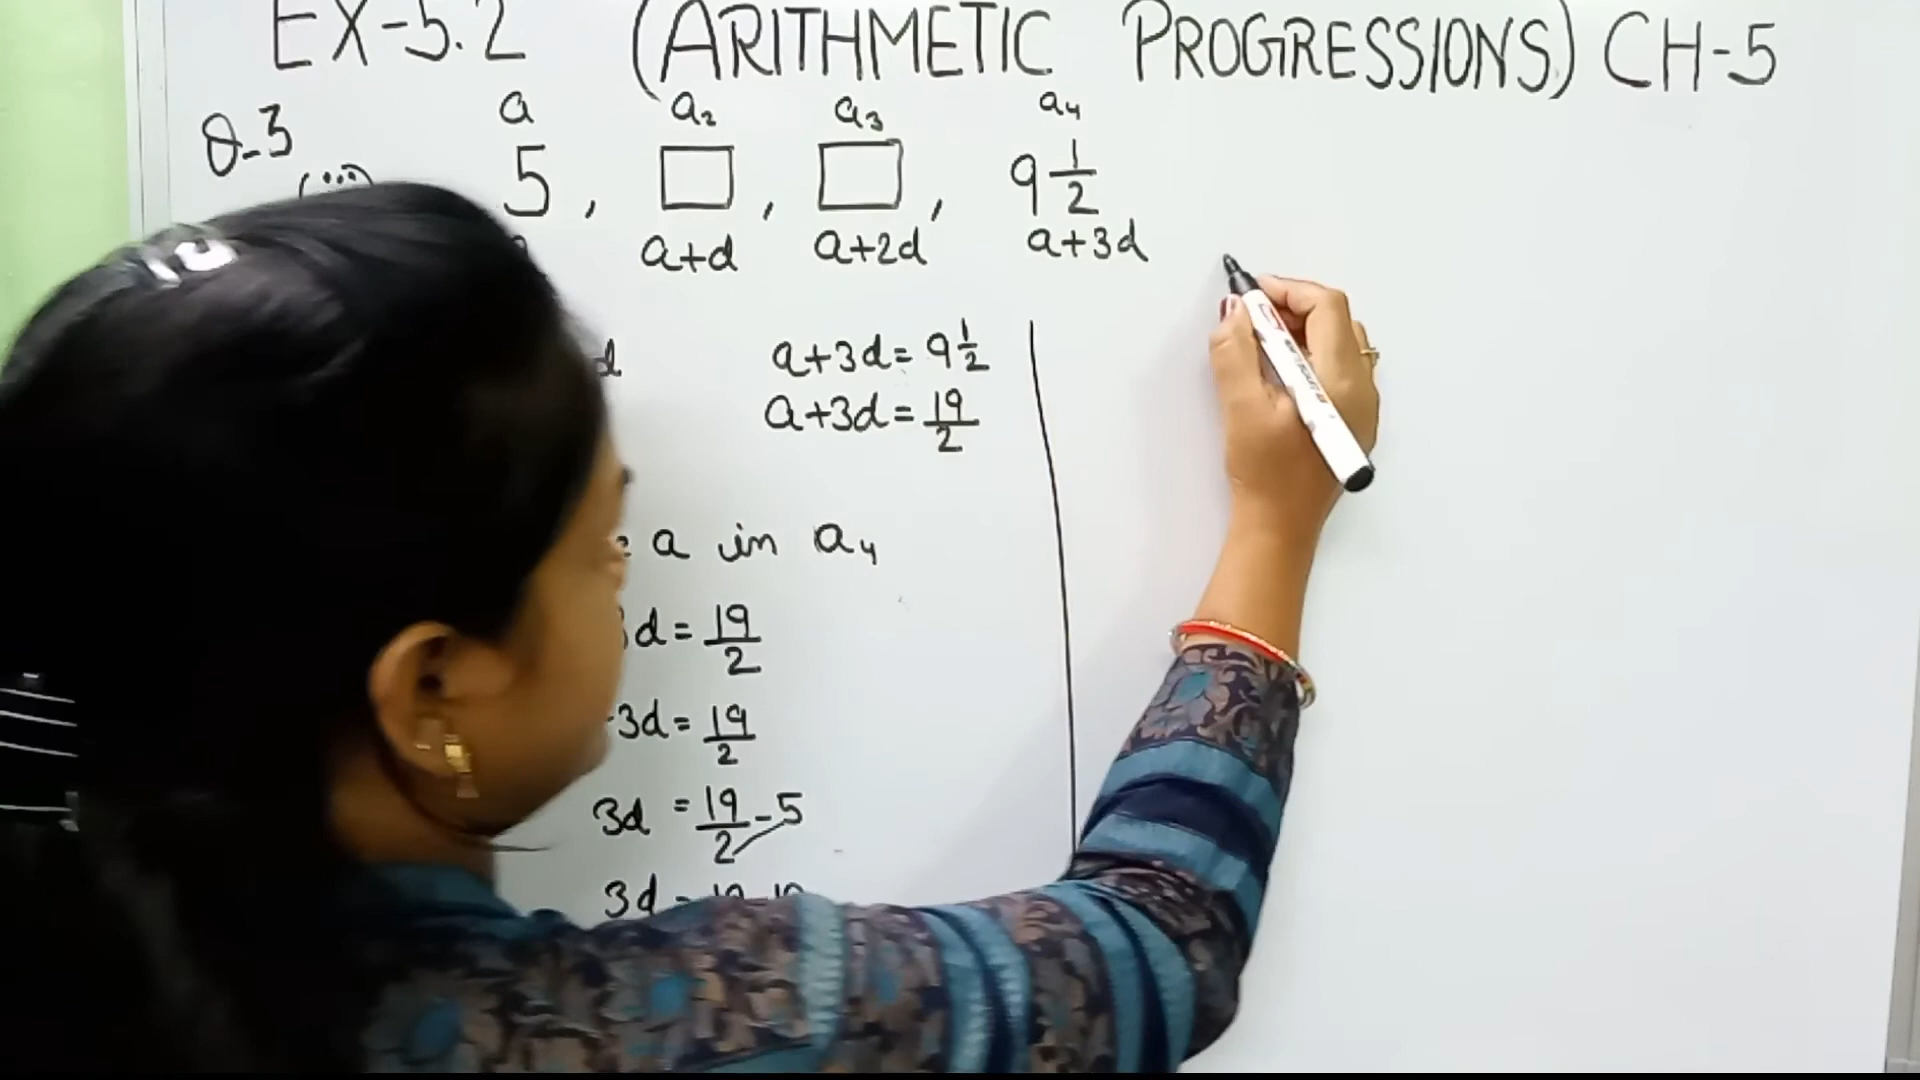 EX-5.2 (ARITHMETIC PROGRESSIONS) CH-5
a a₂ a₃ a₄
Q-3
(iii) 5, □, □, 9 1/2
a+d a+2d a+3d
d a+3d = 9 1/2
a+3d = 19/2
a in a₄
d = 19/2
3d = 19/2
3d = 19/2 - 5
3d =